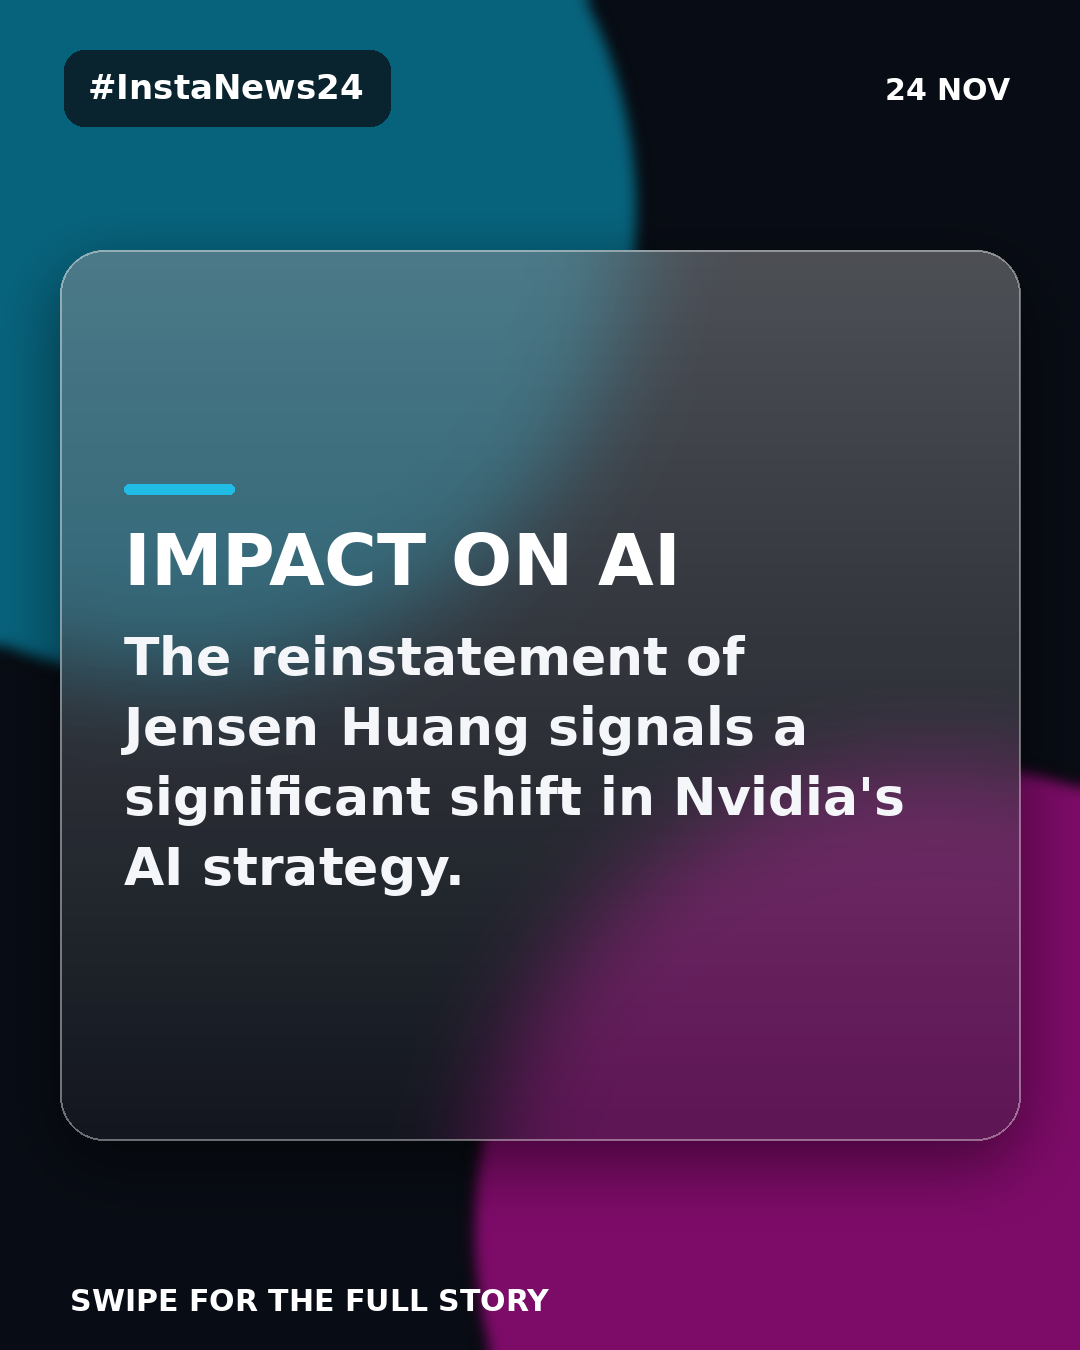 #InstaNews24
24 NOV
IMPACT ON AI
The reinstatement of
Jensen Huang signals a
significant shift in Nvidia's
AI strategy.
SWIPE FOR THE FULL STORY